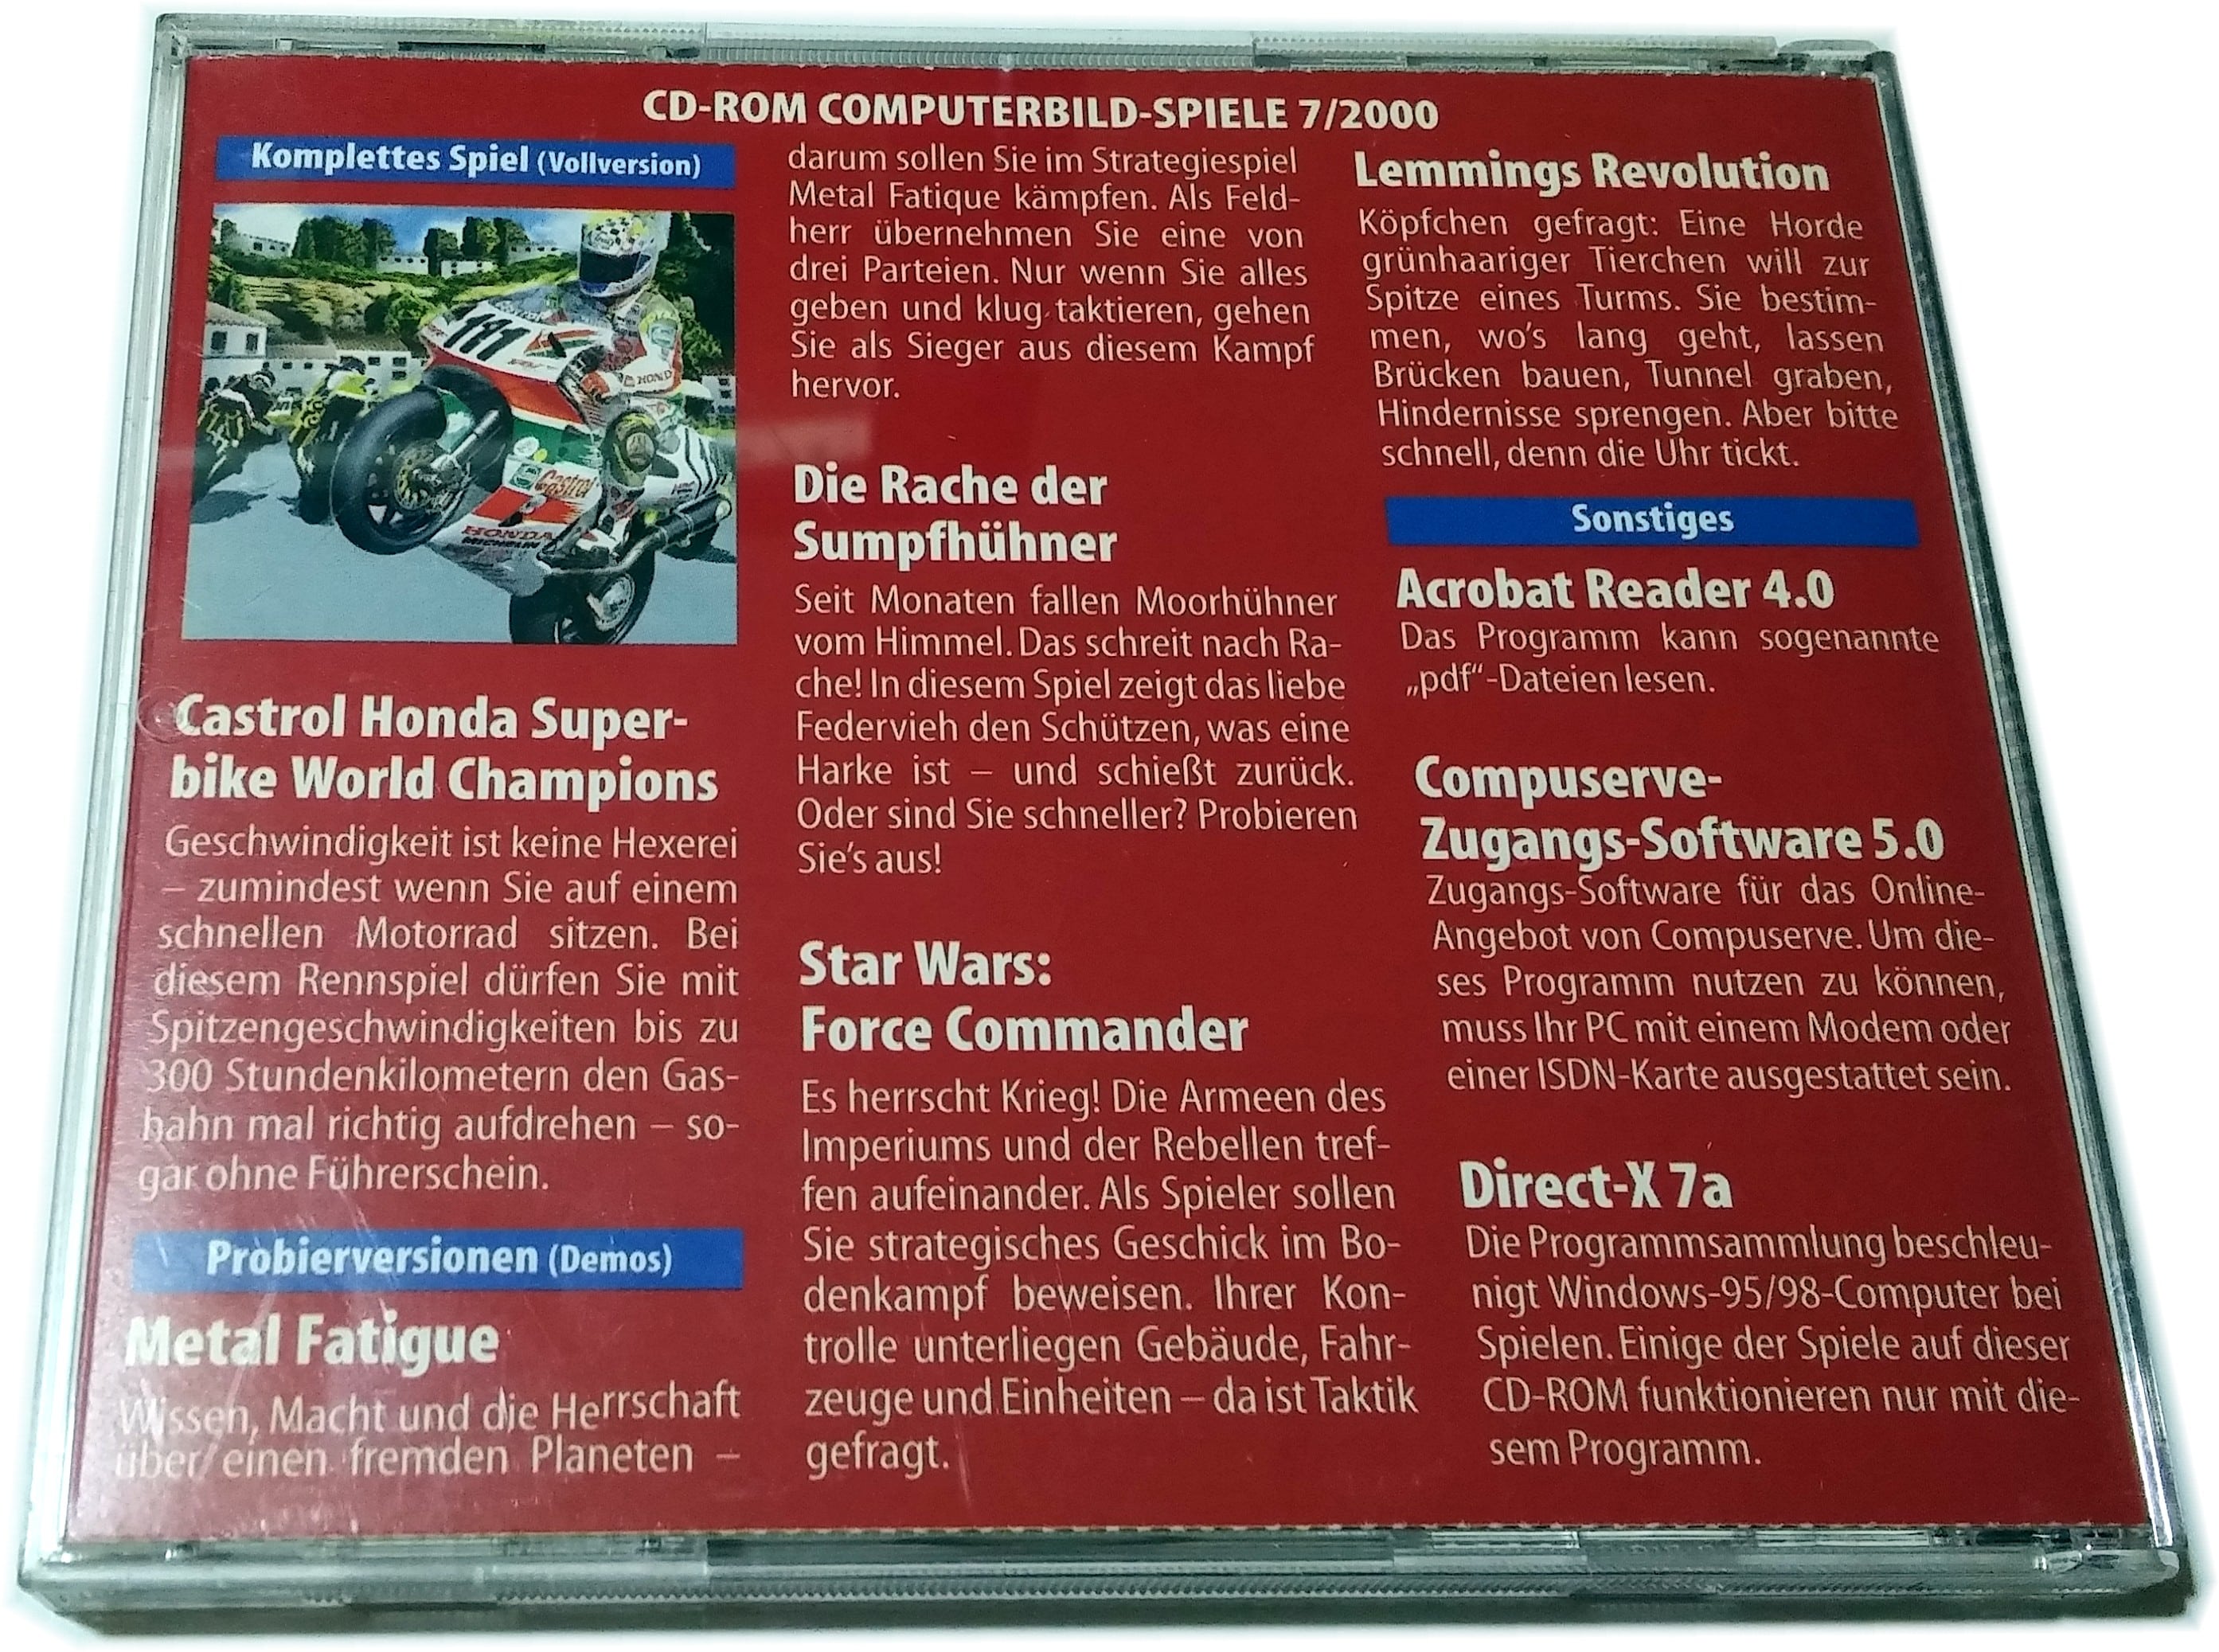 CD-ROM COMPUTERBILD-SPIELE 7/2000
Komplettes Spiel (Vollversion)
111
HONDA
Castrol
HONDA
MICHELIN
Castrol Honda Super-
bike World Champions
Geschwindigkeit ist keine Hexerei
– zumindest wenn Sie auf einem
schnellen Motorrad sitzen. Bei
diesem Rennspiel dürfen Sie mit
Spitzengeschwindigkeiten bis zu
300 Stundenkilometern den Gas-
hahn mal richtig aufdrehen – so-
gar ohne Führerschein.
Probierversionen (Demos)
Metal Fatigue
Wissen, Macht und die Herrschaft
über einen fremden Planeten –
darum sollen Sie im Strategiespiel
Metal Fatique kämpfen. Als Feld-
herr übernehmen Sie eine von
drei Parteien. Nur wenn Sie alles
geben und klug taktieren, gehen
Sie als Sieger aus diesem Kampf
hervor.
Die Rache der
Sumpfhühner
Seit Monaten fallen Moorhühner
vom Himmel. Das schreit nach Ra-
che! In diesem Spiel zeigt das liebe
Federvieh den Schützen, was eine
Harke ist – und schießt zurück.
Oder sind Sie schneller? Probieren
Sie's aus!
Star Wars:
Force Commander
Es herrscht Krieg! Die Armeen des
Imperiums und der Rebellen tref-
fen aufeinander. Als Spieler sollen
Sie strategisches Geschick im Bo-
denkampf beweisen. Ihrer Kon-
trolle unterliegen Gebäude, Fahr-
zeuge und Einheiten – da ist Taktik
gefragt.
Lemmings Revolution
Köpfchen gefragt: Eine Horde
grünhaariger Tierchen will zur
Spitze eines Turms. Sie bestim-
men, wo's lang geht, lassen
Brücken bauen, Tunnel graben,
Hindernisse sprengen. Aber bitte
schnell, denn die Uhr tickt.
Sonstiges
Acrobat Reader 4.0
Das Programm kann sogenannte
„pdf“-Dateien lesen.
Compuserve-
Zugangs-Software 5.0
Zugangs-Software für das Online-
Angebot von Compuserve. Um die-
ses Programm nutzen zu können,
muss Ihr PC mit einem Modem oder
einer ISDN-Karte ausgestattet sein.
Direct-X 7a
Die Programmsammlung beschleu-
nigt Windows-95/98-Computer bei
Spielen. Einige der Spiele auf dieser
CD-ROM funktionieren nur mit die-
sem Programm.